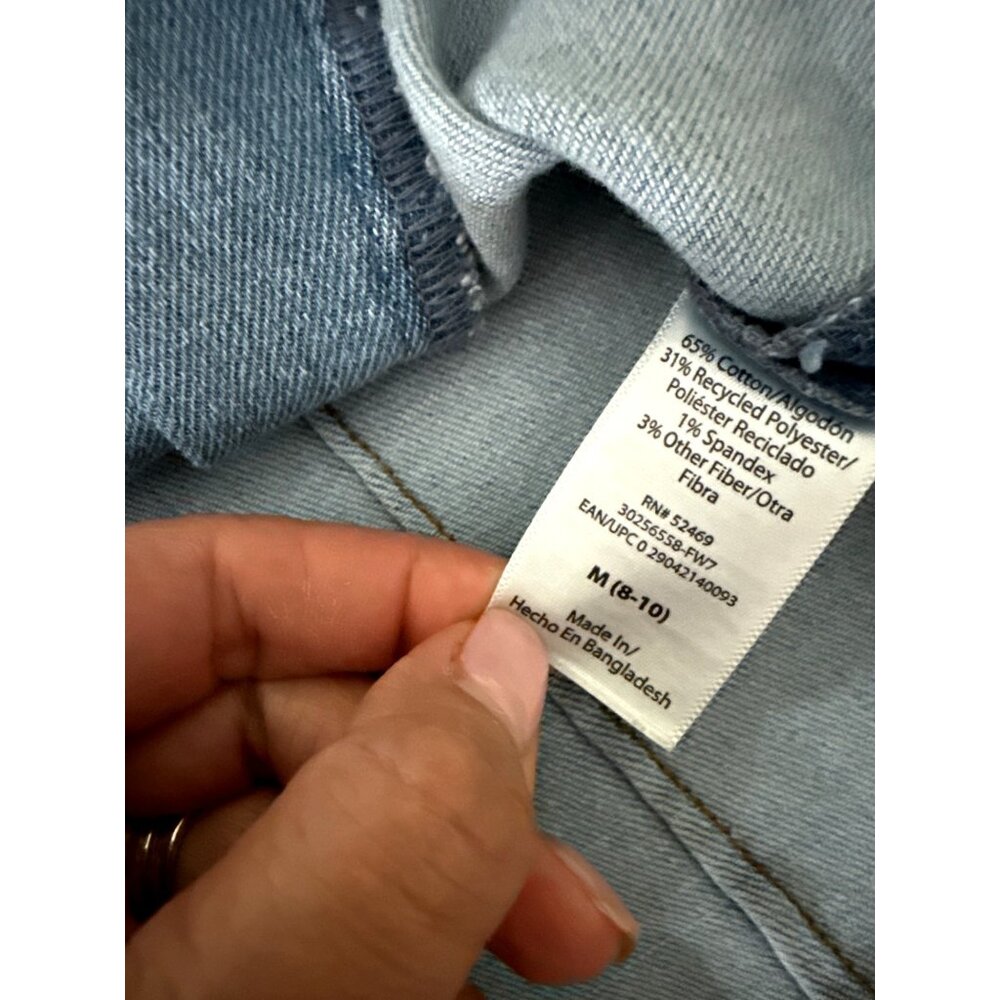 65% Cotton/Algodón
31% Recycled Polyester/
Poliéster Reciclado
1% Spandex
3% Other Fiber/Otra
Fibra
RN# 52469
30256558-FW7
EAN/UPC 0 29042140093
M (8-10)
Made In/
Hecho En Bangladesh